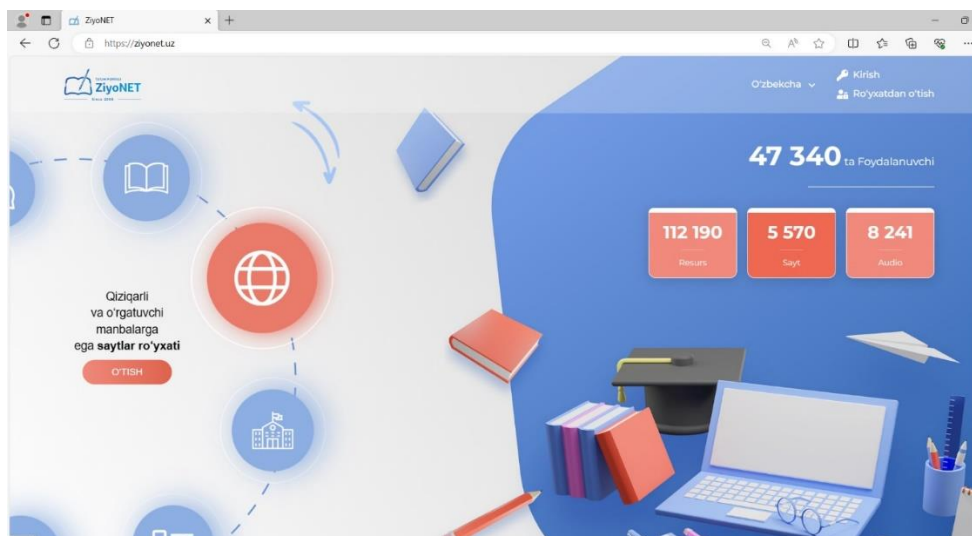 ZiyoNET
https://ziyonet.uz
ZiyoNET
O'zbekcha
Kirish
Ro'yxatdan o'tish
47 340 ta Foydalanuvchi
112 190
Resurs
5 570
Sayt
8 241
Audio
Qiziqarli
va o'rgatuvchi
manbalarga
ega saytlar ro'yxati
O'TISH